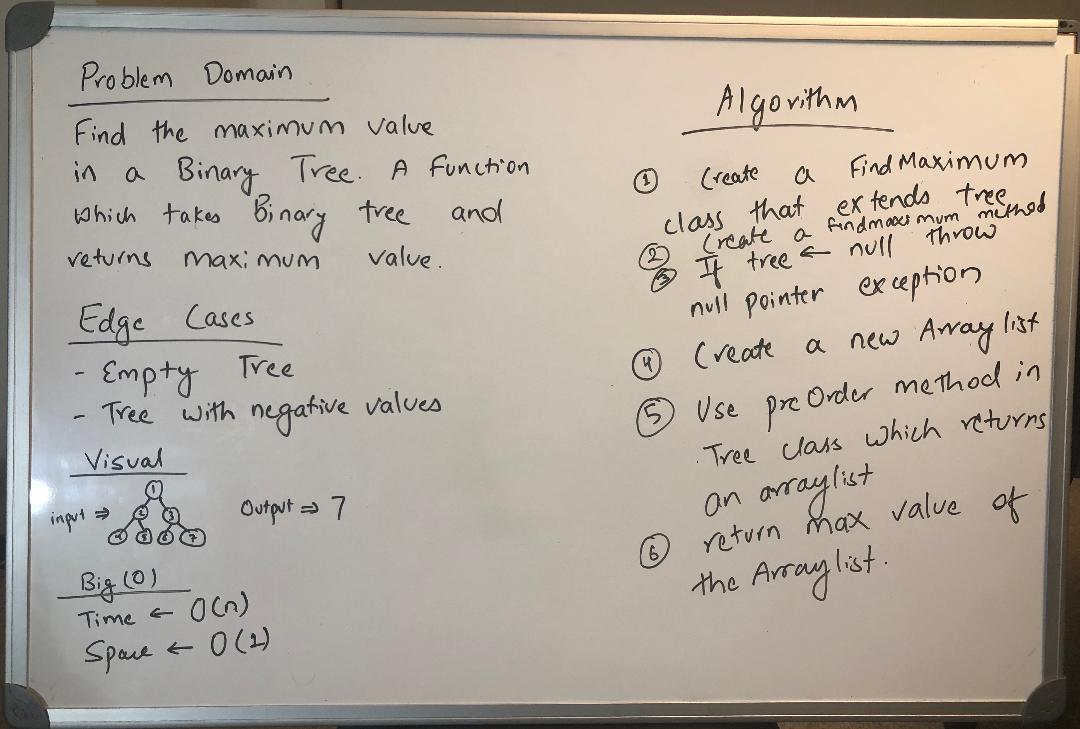 Problem Domain
Find the maximum value
in a Binary Tree. A function
which takes Binary tree and
returns maximum value.
Edge Cases
- Empty Tree
- Tree with negative values
Visual
1
input ⇒ 2 3 Output ⇒ 7
4 5 6 7
Big (O)
Time ← O(n)
Space ← O(1)
Algorithm
① Create a FindMaximum
class that extends tree
② Create a findmaximum method
③ If tree ← null throw
null pointer exception
④ Create a new Array list
⑤ Use preOrder method in
Tree class which returns
an arraylist
⑥ return max value of
the Array list.